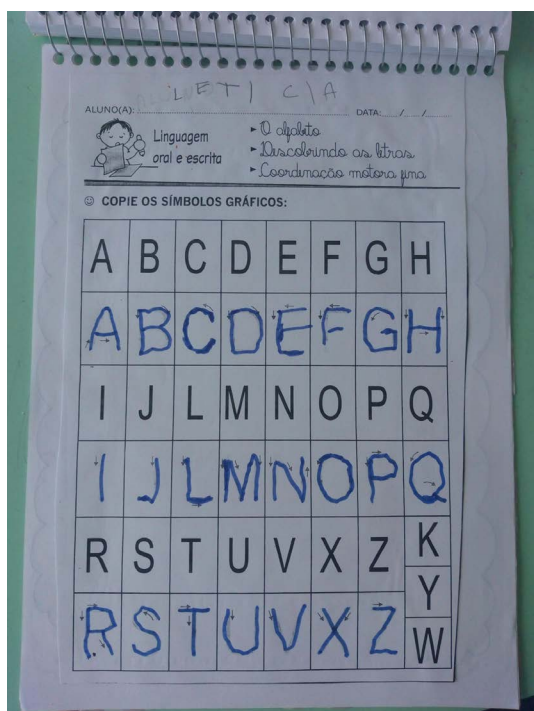 LETICIA
ALUNO(A): DATA: / /
Linguagem
oral e escrita
► O alfabeto
► Descobrindo as letras
► Coordenação motora fina
☺ COPIE OS SÍMBOLOS GRÁFICOS:
A B C D E F G H
A B C D E F G H
I J L M N O P Q
I J L M N O P Q
R S T U V X Z K
Y
R S T U V X Z W